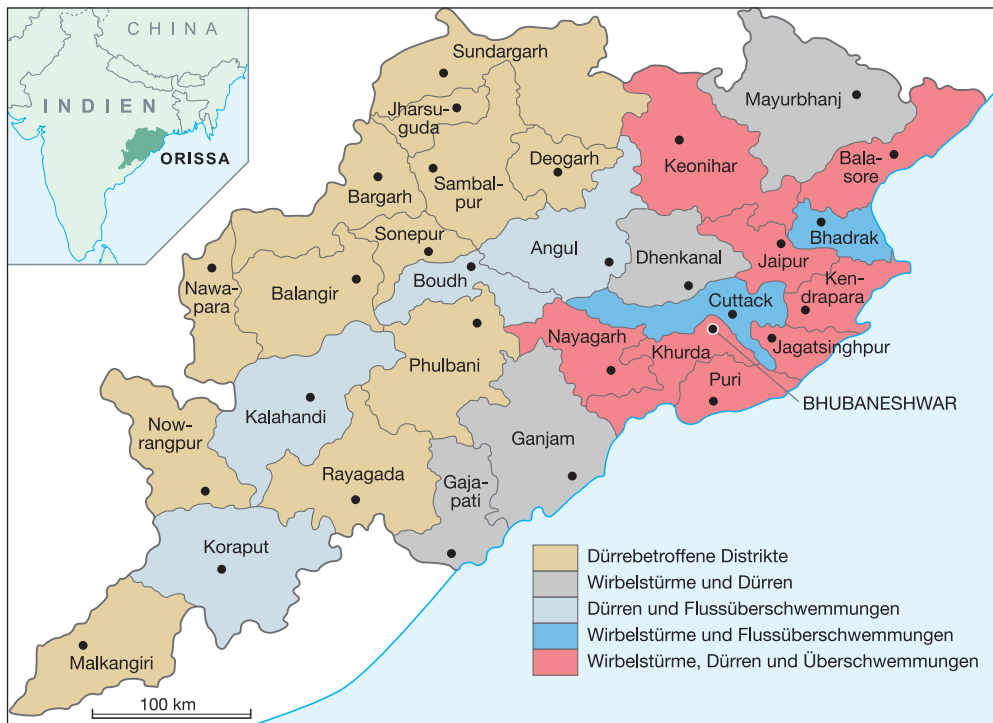 CHINA
INDIEN
ORISSA
Sundargarh
Jharsu-
guda
Deogarh
Sambal-
pur
Bargarh
Sonepur
Boudh
Angul
Nawa-
para
Balangir
Phulbani
Kalahandi
Now-
rangpur
Rayagada
Koraput
Malkangiri
Gaja-
pati
Ganjam
Mayurbhanj
Keonihar
Bala-
sore
Bhadrak
Jaipur
Dhenkanal
Ken-
drapara
Cuttack
Jagatsinghpur
Nayagarh
Khurda
Puri
BHUBANESHWAR
Dürrebetroffene Distrikte
Wirbelstürme und Dürren
Dürren und Flussüberschwemmungen
Wirbelstürme und Flussüberschwemmungen
Wirbelstürme, Dürren und Überschwemmungen
100 km